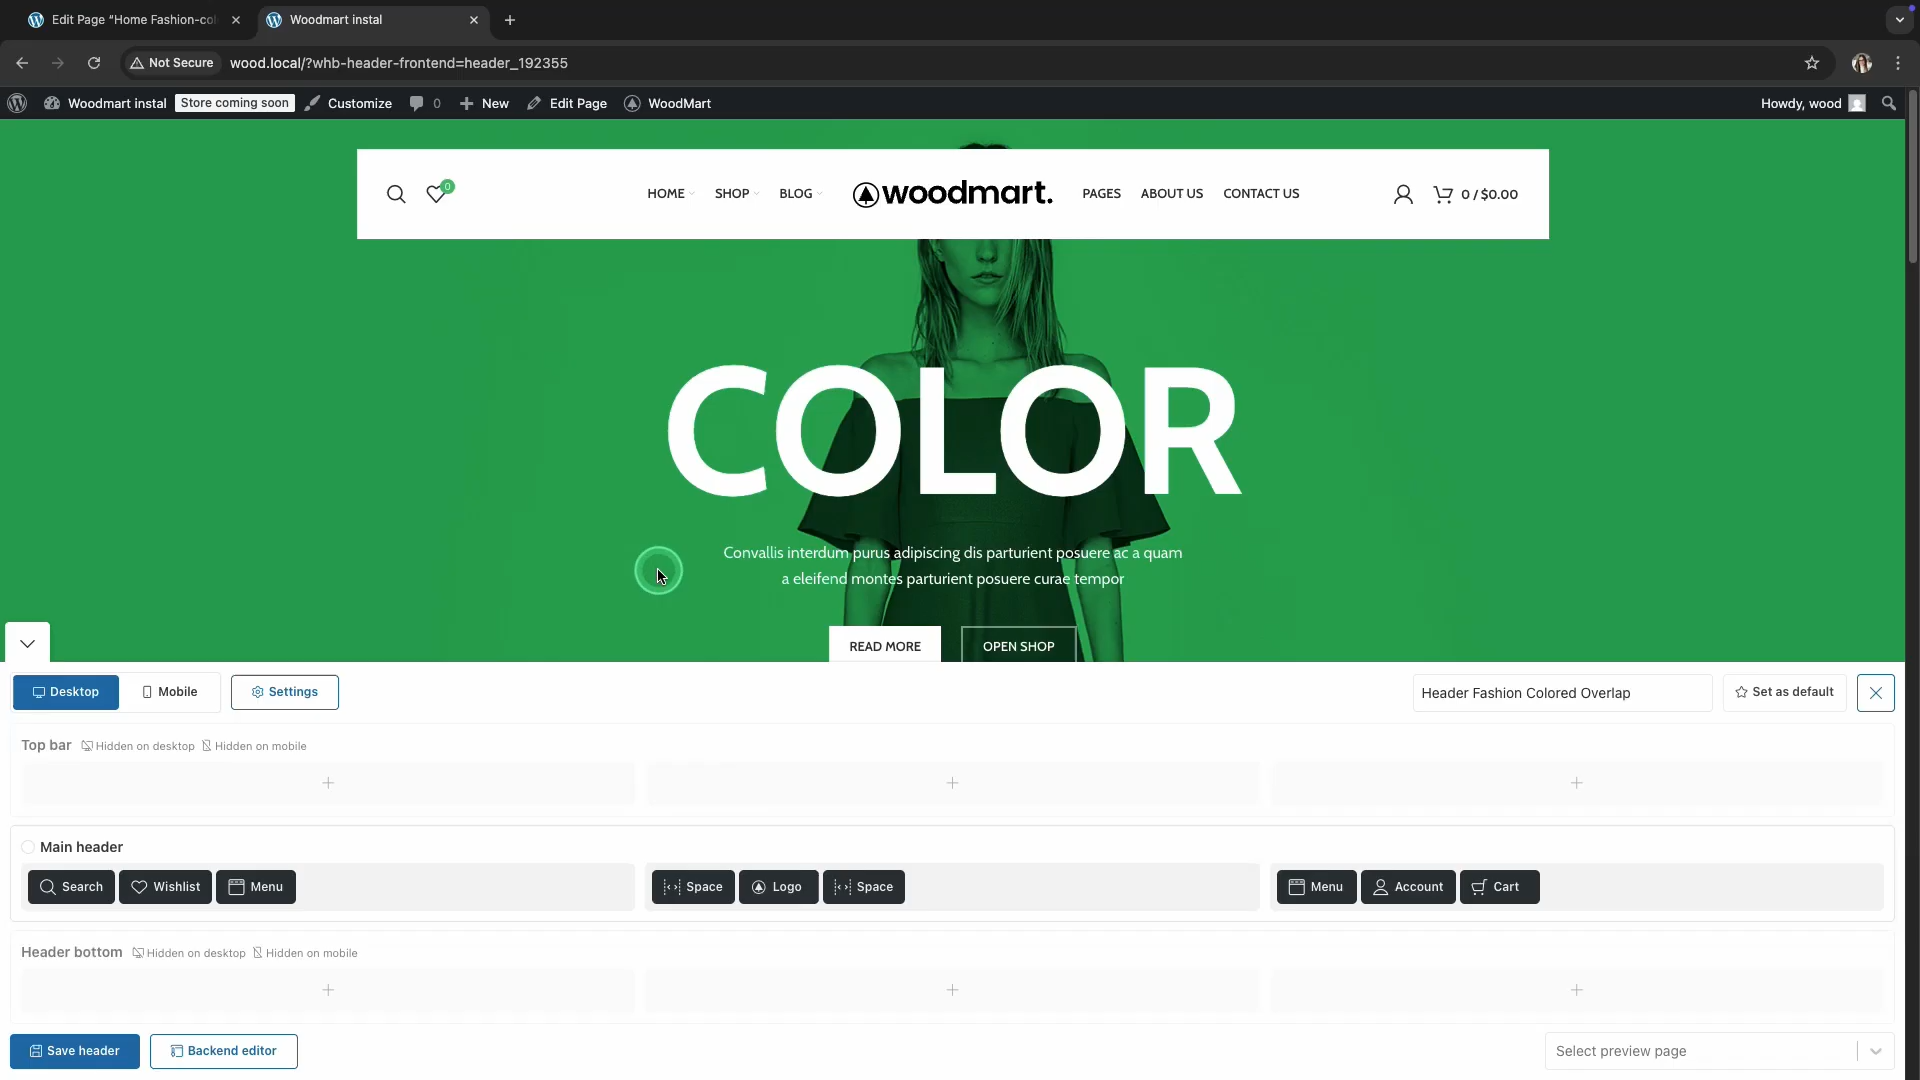 Edit Page "Home Fashion-col
Woodmart instal
Not Secure
wood.local/?whb-header-frontend=header_192355
Woodmart instal
Store coming soon
Customize
0
New
Edit Page
WoodMart
Howdy, wood
0
HOME
SHOP
BLOG
woodmart.
PAGES
ABOUT US
CONTACT US
0 / $0.00
COLOR
Convallis interdum purus adipiscing dis parturient posuere ac a quam
a eleifend montes parturient posuere curae tempor
READ MORE
OPEN SHOP
Desktop
Mobile
Settings
Header Fashion Colored Overlap
Set as default
Top bar
Hidden on desktop
Hidden on mobile
Main header
Search
Wishlist
Menu
Space
Logo
Space
Menu
Account
Cart
Header bottom
Hidden on desktop
Hidden on mobile
Save header
Backend editor
Select preview page